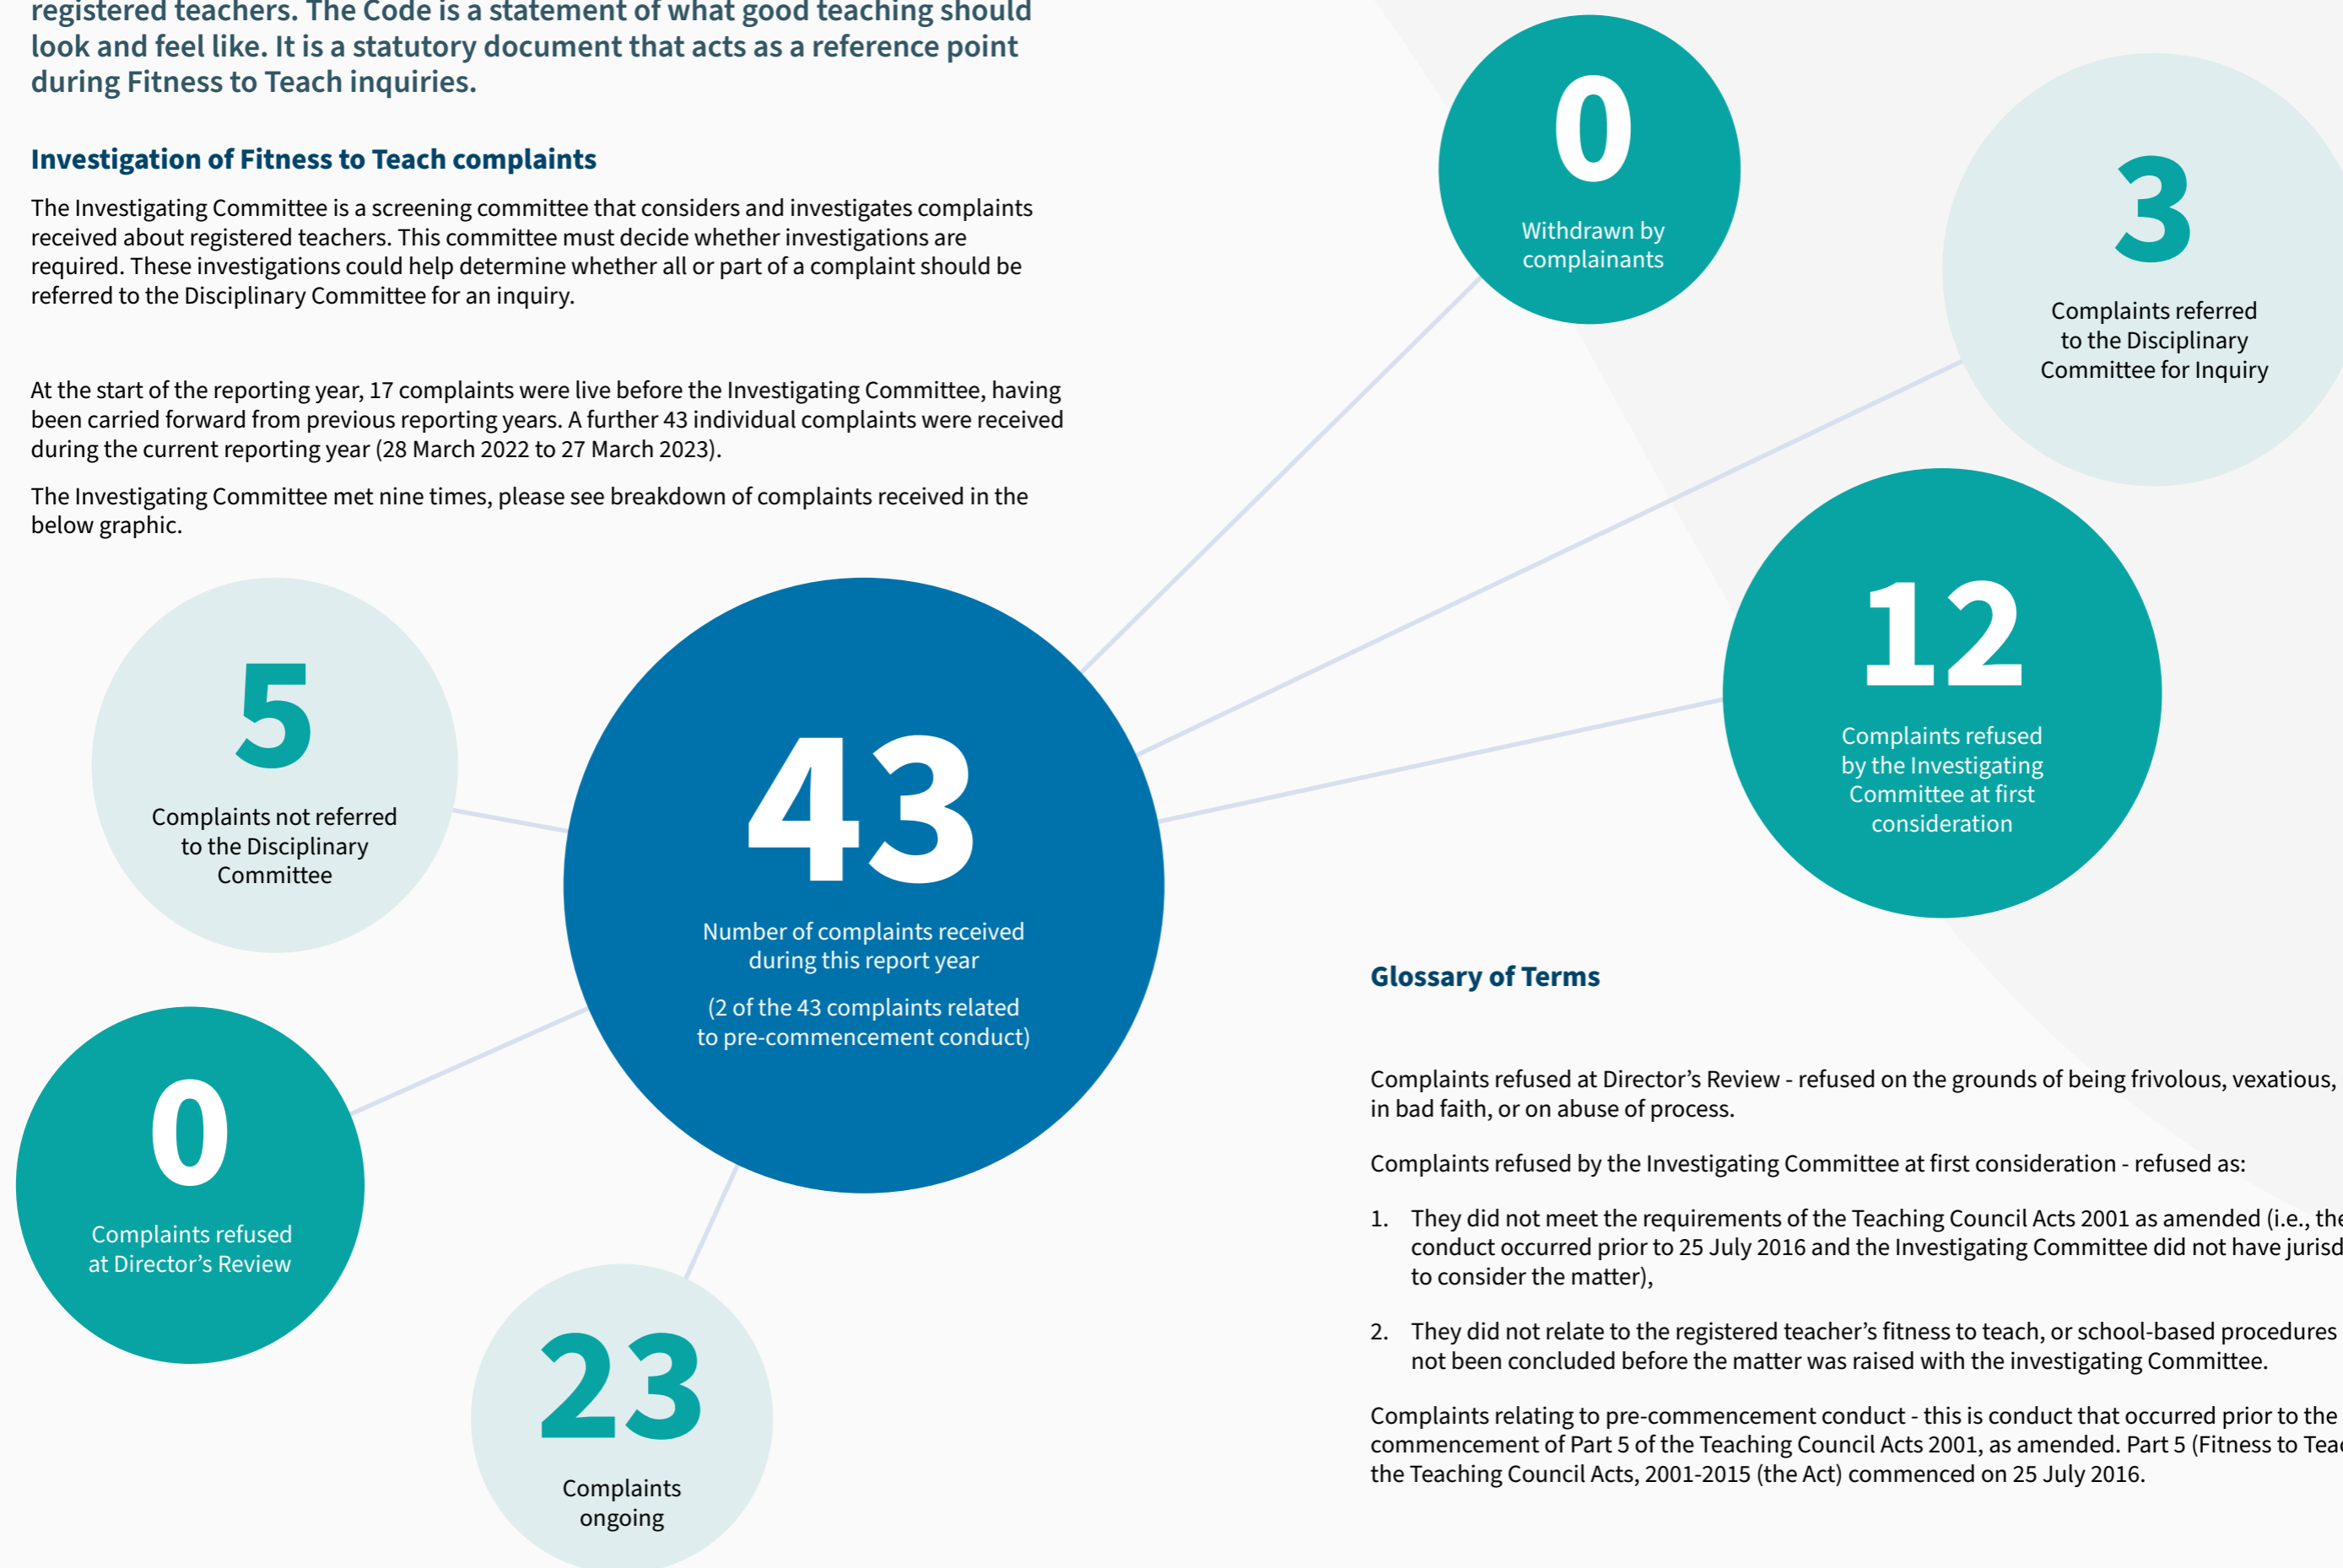 registered teachers. The Code is a statement of what good teaching should
look and feel like. It is a statutory document that acts as a reference point
during Fitness to Teach inquiries.
Investigation of Fitness to Teach complaints
The Investigating Committee is a screening committee that considers and investigates complaints
received about registered teachers. This committee must decide whether investigations are
required. These investigations could help determine whether all or part of a complaint should be
referred to the Disciplinary Committee for an inquiry.
At the start of the reporting year, 17 complaints were live before the Investigating Committee, having
been carried forward from previous reporting years. A further 43 individual complaints were received
during the current reporting year (28 March 2022 to 27 March 2023).
The Investigating Committee met nine times, please see breakdown of complaints received in the
below graphic.
0
Withdrawn by
complainants
3
Complaints referred
to the Disciplinary
Committee for Inquiry
12
Complaints refused
by the Investigating
Committee at first
consideration
5
Complaints not referred
to the Disciplinary
Committee
43
Number of complaints received
during this report year
(2 of the 43 complaints related
to pre-commencement conduct)
0
Complaints refused
at Director’s Review
23
Complaints
ongoing
Glossary of Terms
Complaints refused at Director’s Review - refused on the grounds of being frivolous, vexatious,
in bad faith, or on abuse of process.
Complaints refused by the Investigating Committee at first consideration - refused as:
1. They did not meet the requirements of the Teaching Council Acts 2001 as amended (i.e., the
conduct occurred prior to 25 July 2016 and the Investigating Committee did not have
to consider the matter),
2. They did not relate to the registered teacher’s fitness to teach, or school-based procedures
not been concluded before the matter was raised with the investigating Committee.
Complaints relating to pre-commencement conduct - this is conduct that occurred prior to the
commencement of Part 5 of the Teaching Council Acts 2001, as amended. Part 5 (Fitness to
the Teaching Council Acts, 2001-2015 (the Act) commenced on 25 July 2016.